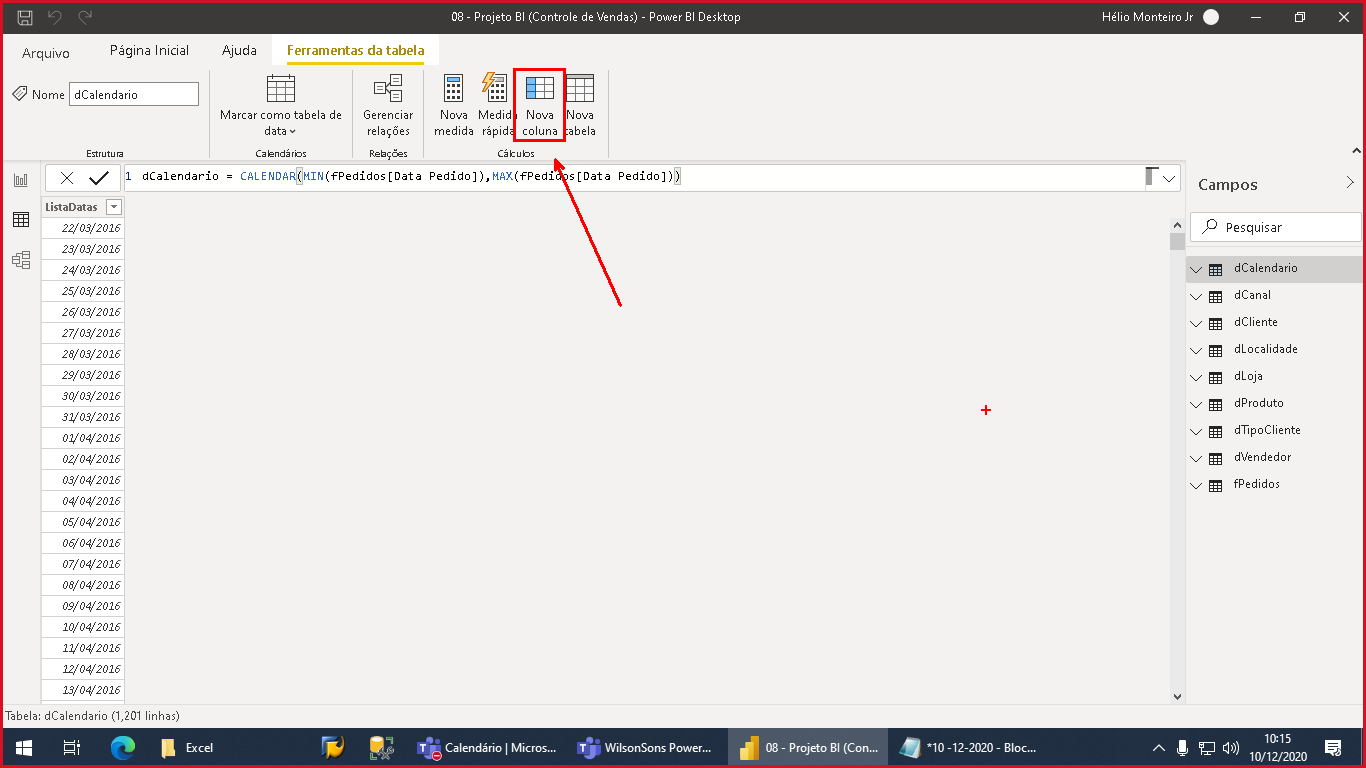 08 - Projeto BI (Controle de Vendas) - Power BI Desktop
Hélio Monteiro Jr
Arquivo
Página Inicial
Ajuda
Ferramentas da tabela
Nome
dCalendario
Marcar como tabela de
data
Gerenciar
relações
Nova
medida
Medida
rápida
Nova
coluna
Nova
tabela
Estrutura
Calendários
Relações
Cálculos
1 dCalendario = CALENDAR(MIN(fPedidos[Data Pedido]),MAX(fPedidos[Data Pedido]))
ListaDatas
22/03/2016
23/03/2016
24/03/2016
25/03/2016
26/03/2016
27/03/2016
28/03/2016
29/03/2016
30/03/2016
31/03/2016
01/04/2016
02/04/2016
03/04/2016
04/04/2016
05/04/2016
06/04/2016
07/04/2016
08/04/2016
09/04/2016
10/04/2016
11/04/2016
12/04/2016
13/04/2016
Campos
Pesquisar
dCalendario
dCanal
dCliente
dLocalidade
dLoja
dProduto
dTipoCliente
dVendedor
fPedidos
Tabela: dCalendario (1,201 linhas)
Excel
Calendário | Micros...
WilsonSons Power...
08 - Projeto BI (Con...
*10 -12-2020 - Bloc...
10:15
10/12/2020